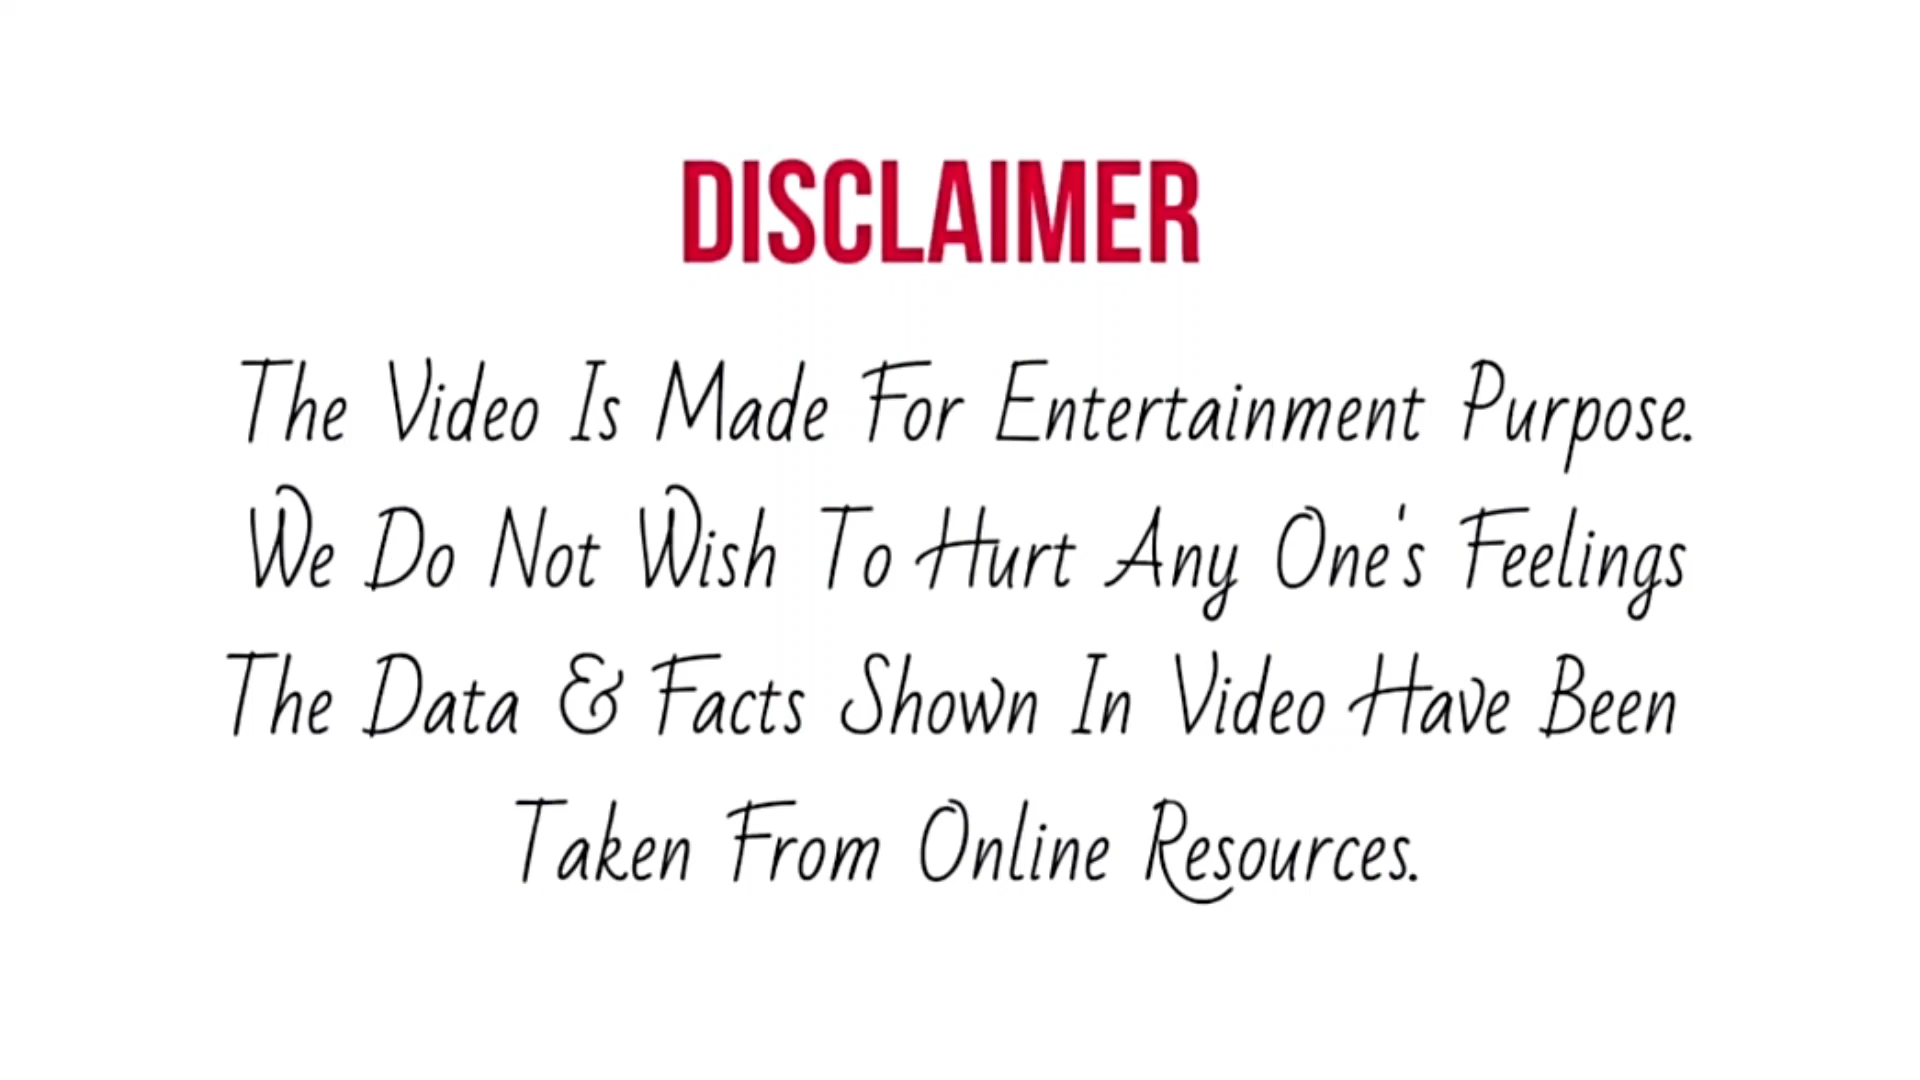 DISCLAIMER
The Video Is Made For Entertainment Purpose.
We Do Not Wish To Hurt Any One's Feelings
The Data & Facts Shown In Video Have Been
Taken From Online Resources.